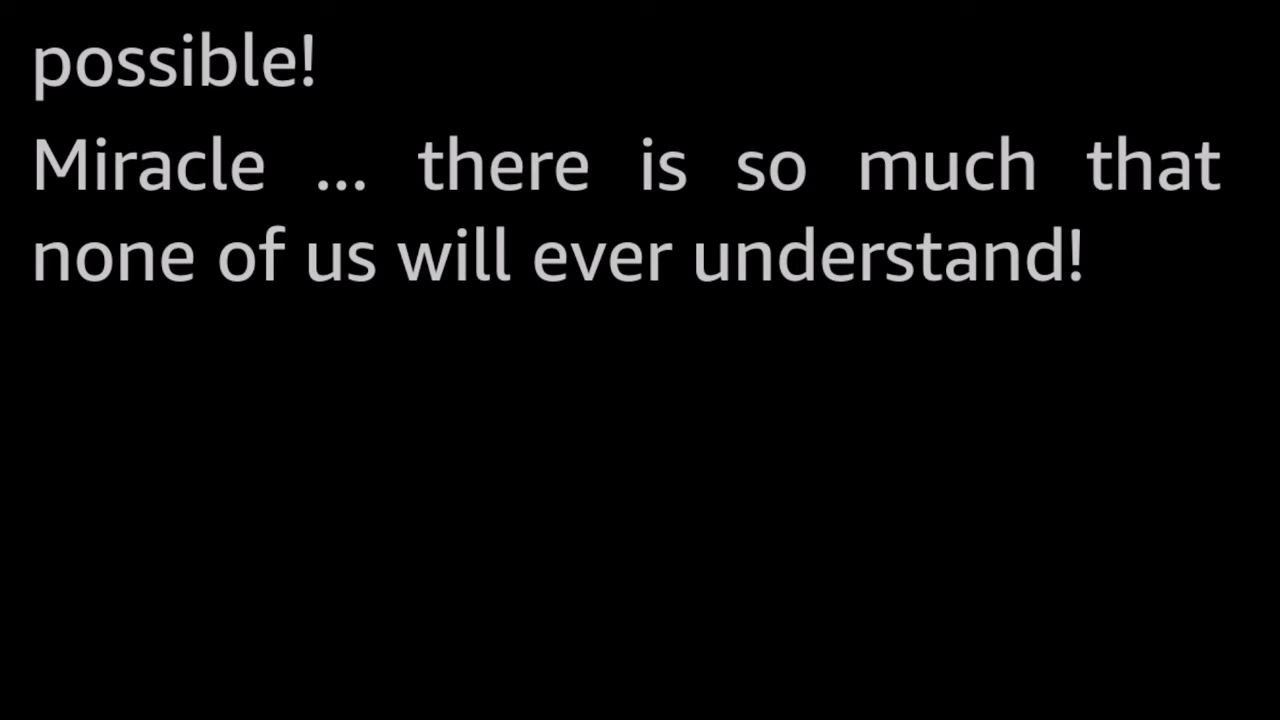 possible!
Miracle ... there is so much that
none of us will ever understand!